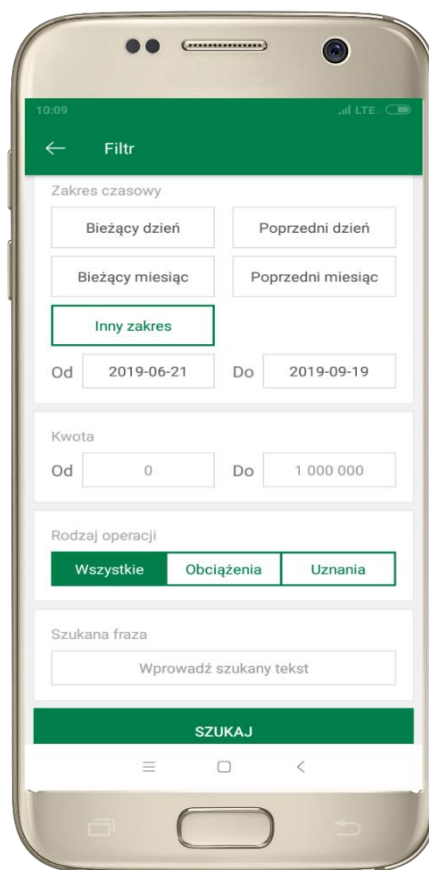 10:09 LTE
Filtr
Zakres czasowy
Bieżący dzień Poprzedni dzień
Bieżący miesiąc Poprzedni miesiąc
Inny zakres
Od 2019-06-21 Do 2019-09-19
Kwota
Od 0 Do 1 000 000
Rodzaj operacji
Wszystkie Obciążenia Uznania
Szukana fraza
Wprowadź szukany tekst
SZUKAJ